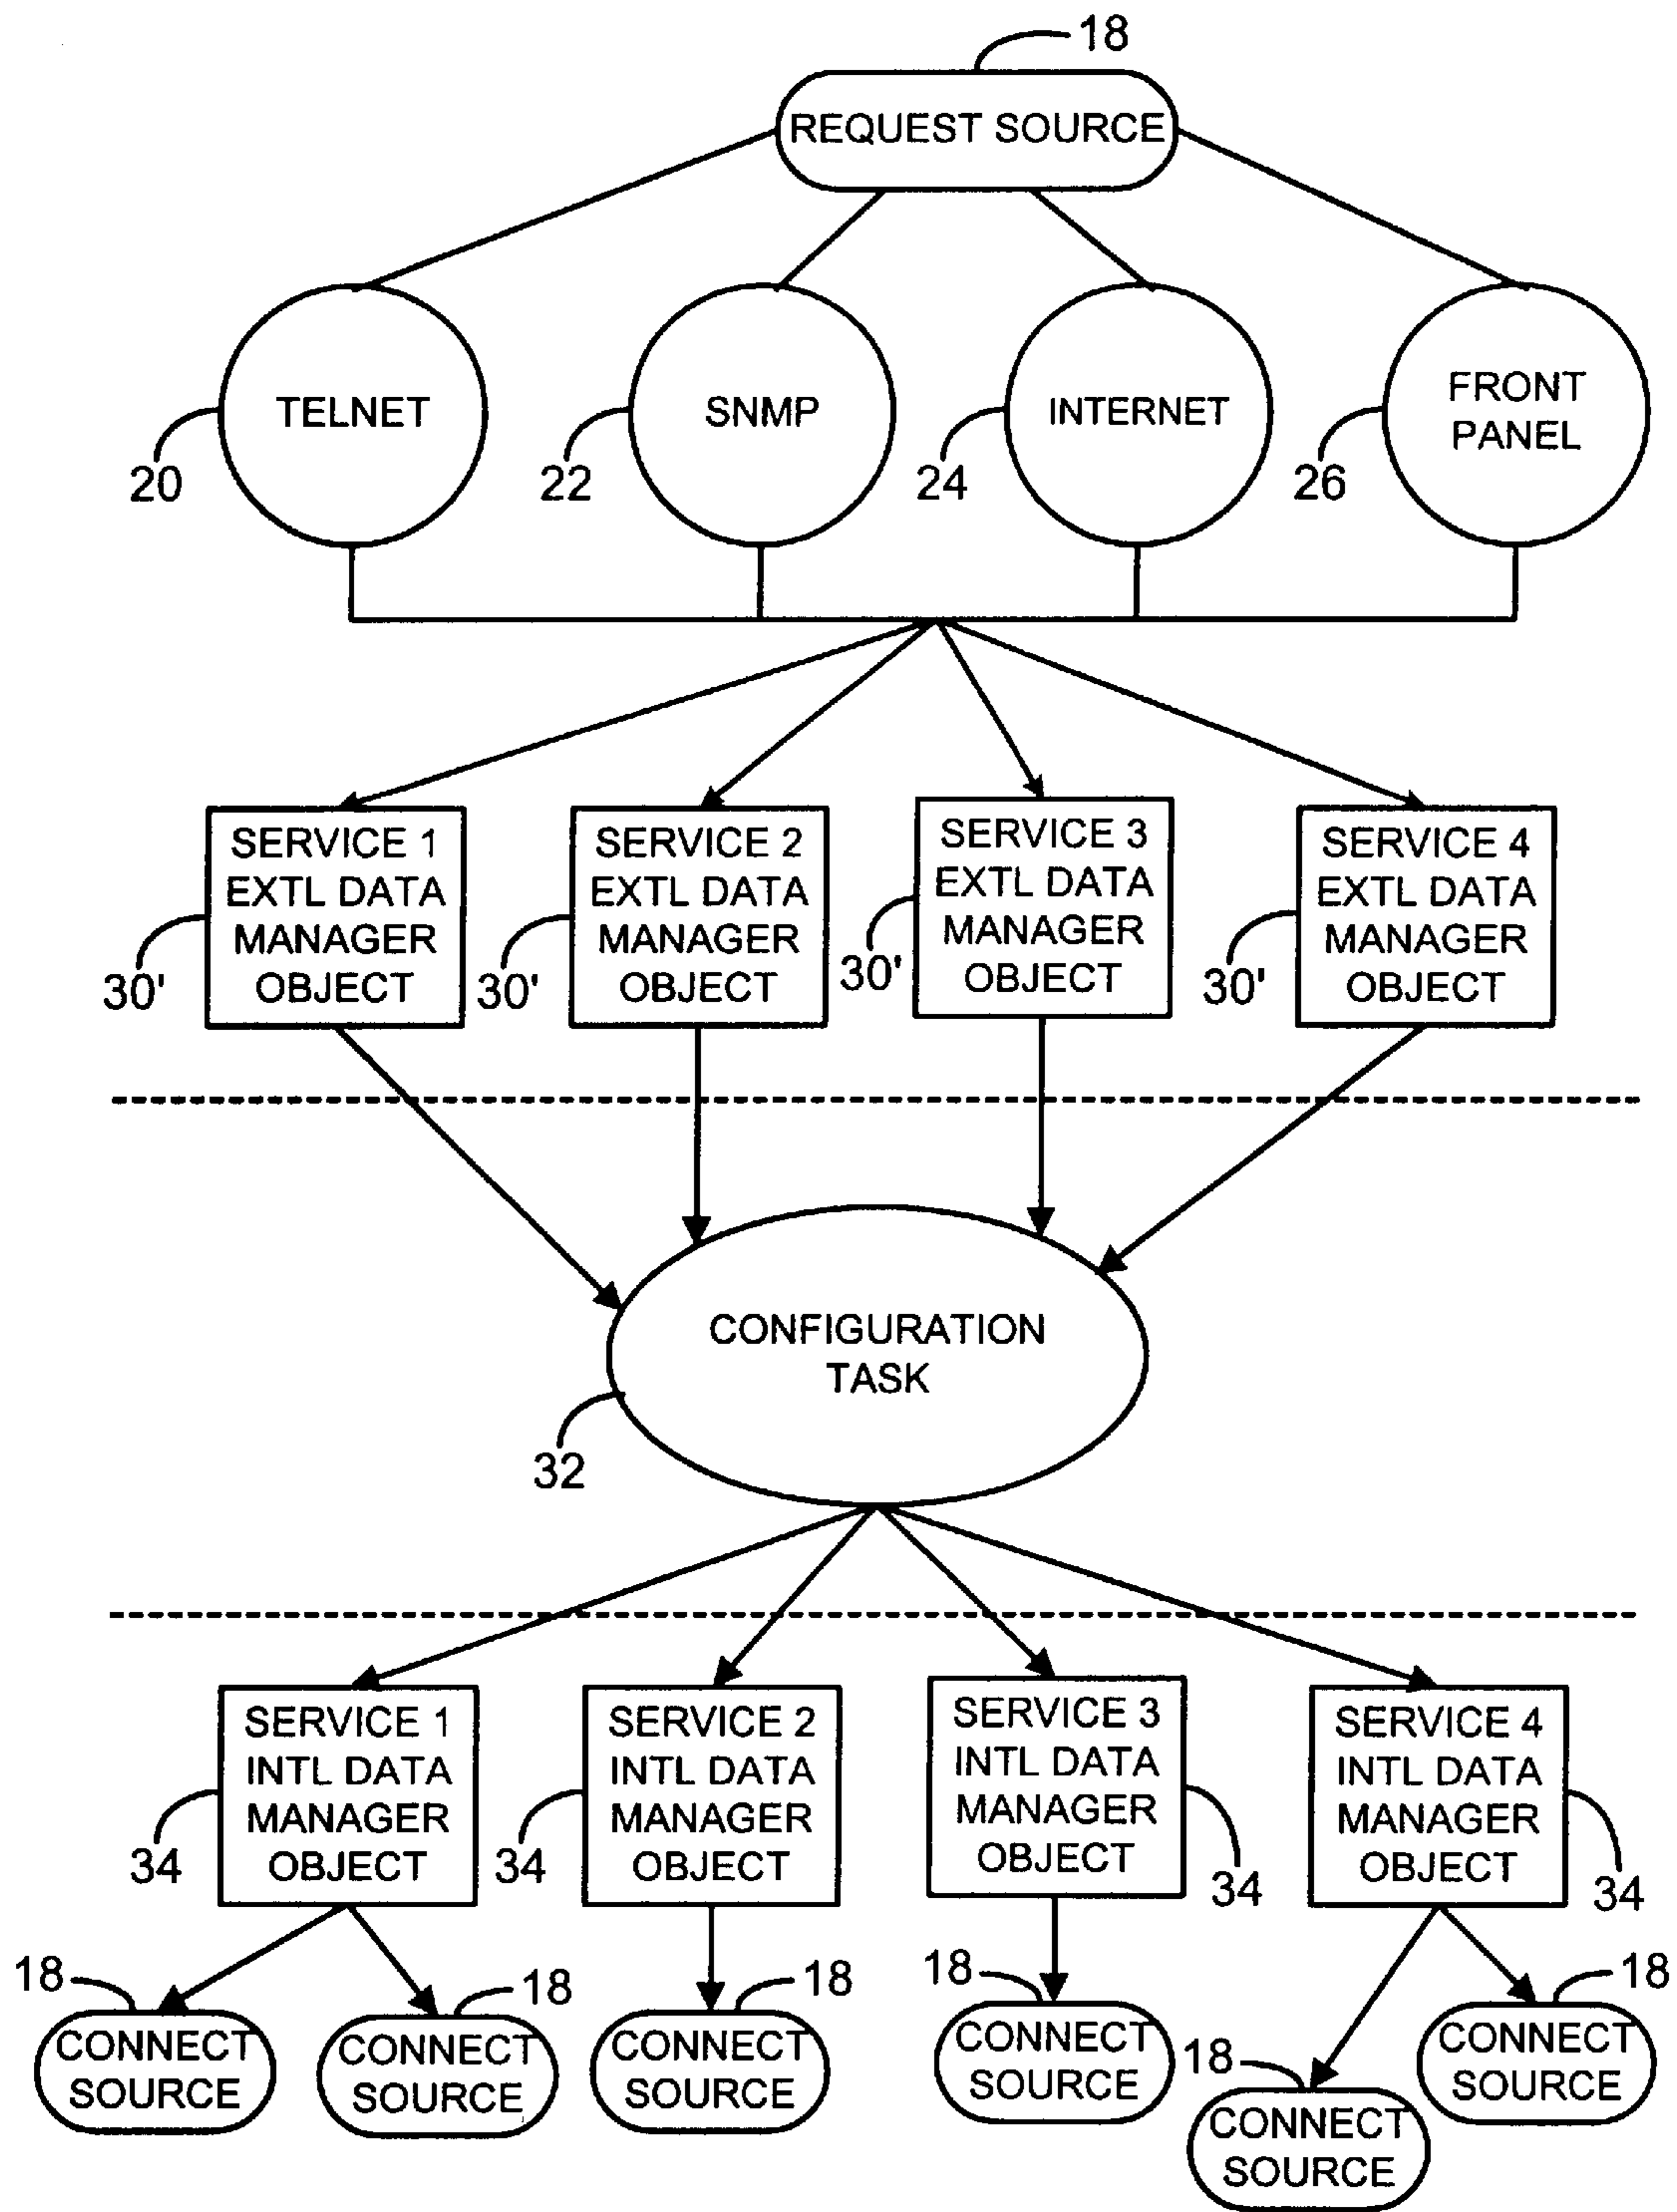 18
REQUEST SOURCE
TELNET
SNMP
INTERNET
FRONT
PANEL
20
22
24
26
SERVICE 1
EXTL DATA
MANAGER
OBJECT
30'
SERVICE 2
EXTL DATA
MANAGER
OBJECT
30'
SERVICE 3
EXTL DATA
MANAGER
OBJECT
30'
SERVICE 4
EXTL DATA
MANAGER
OBJECT
30'
CONFIGURATION
TASK
32
SERVICE 1
INTL DATA
MANAGER
OBJECT
34
SERVICE 2
INTL DATA
MANAGER
OBJECT
34
SERVICE 3
INTL DATA
MANAGER
OBJECT
34
SERVICE 4
INTL DATA
MANAGER
OBJECT
34
18
CONNECT
SOURCE
18
CONNECT
SOURCE
18
CONNECT
SOURCE
18
CONNECT
SOURCE
18
CONNECT
SOURCE
18
CONNECT
SOURCE